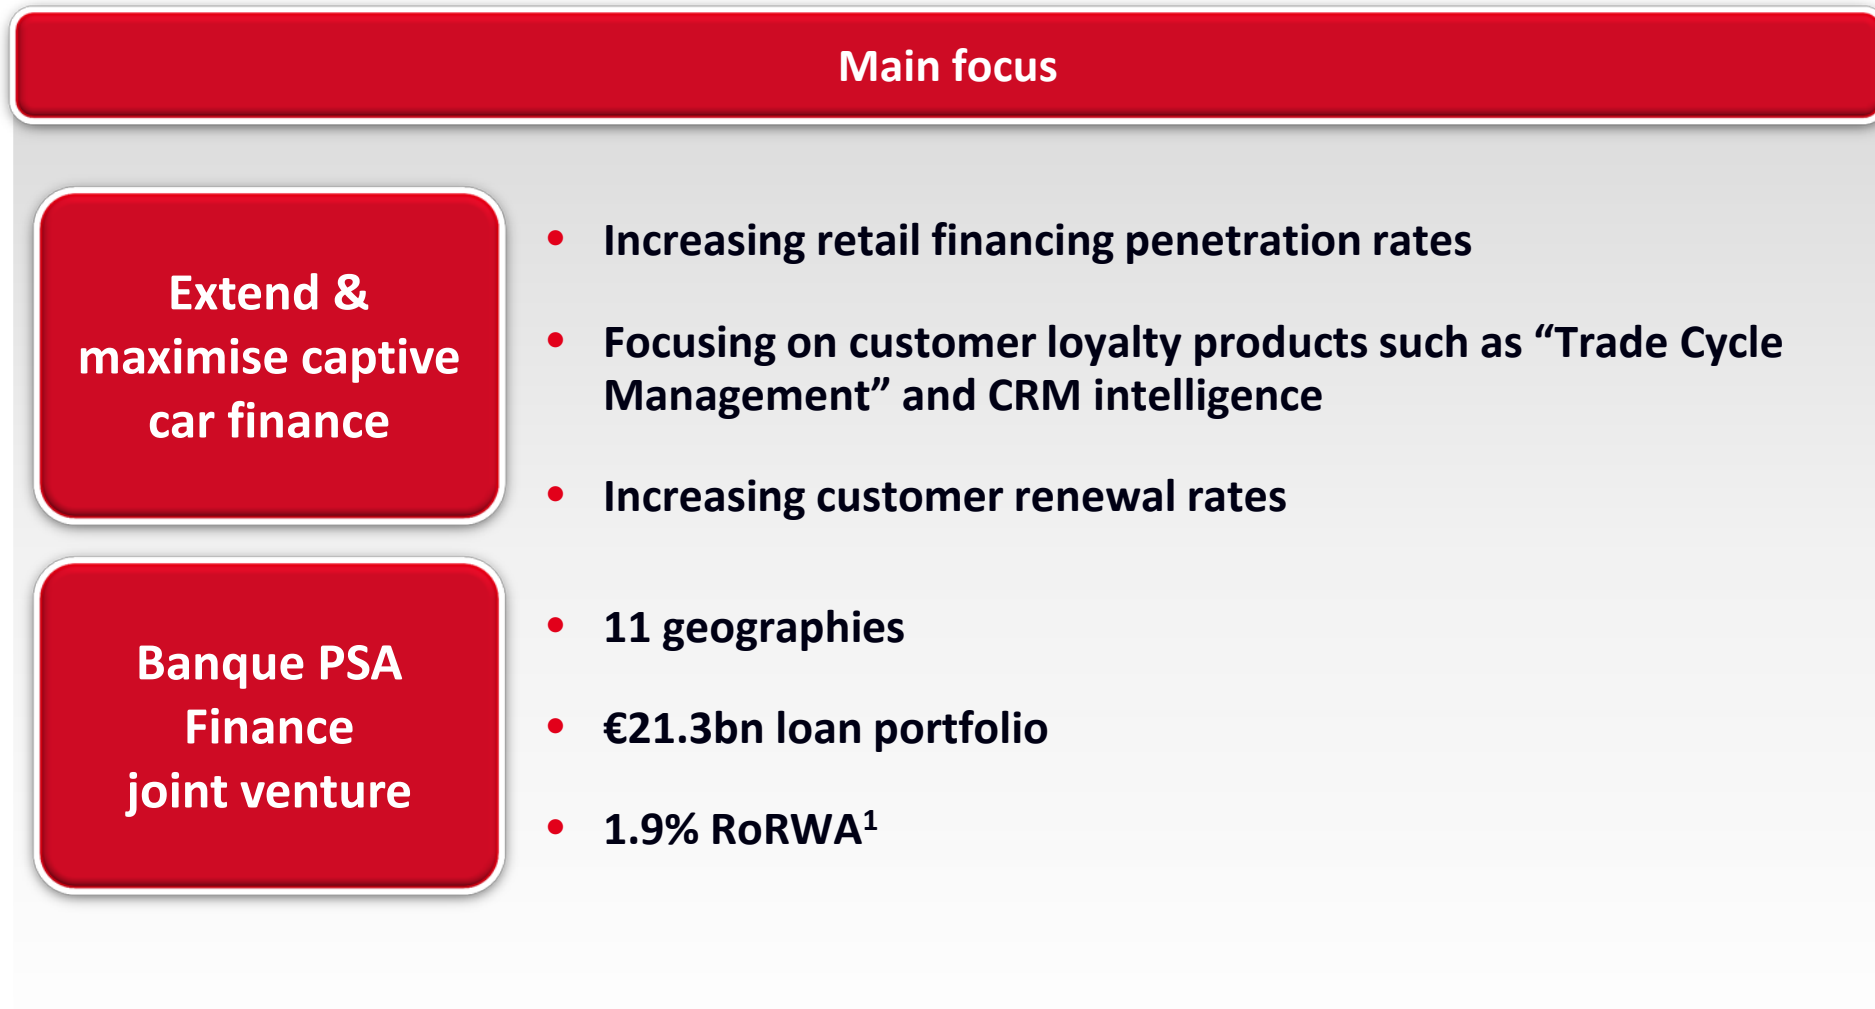 Main focus
Extend &
maximise captive
car finance
• Increasing retail financing penetration rates
• Focusing on customer loyalty products such as “Trade Cycle
Management” and CRM intelligence
• Increasing customer renewal rates
Banque PSA
Finance
joint venture
• 11 geographies
• €21.3bn loan portfolio
• 1.9% RoRWA¹